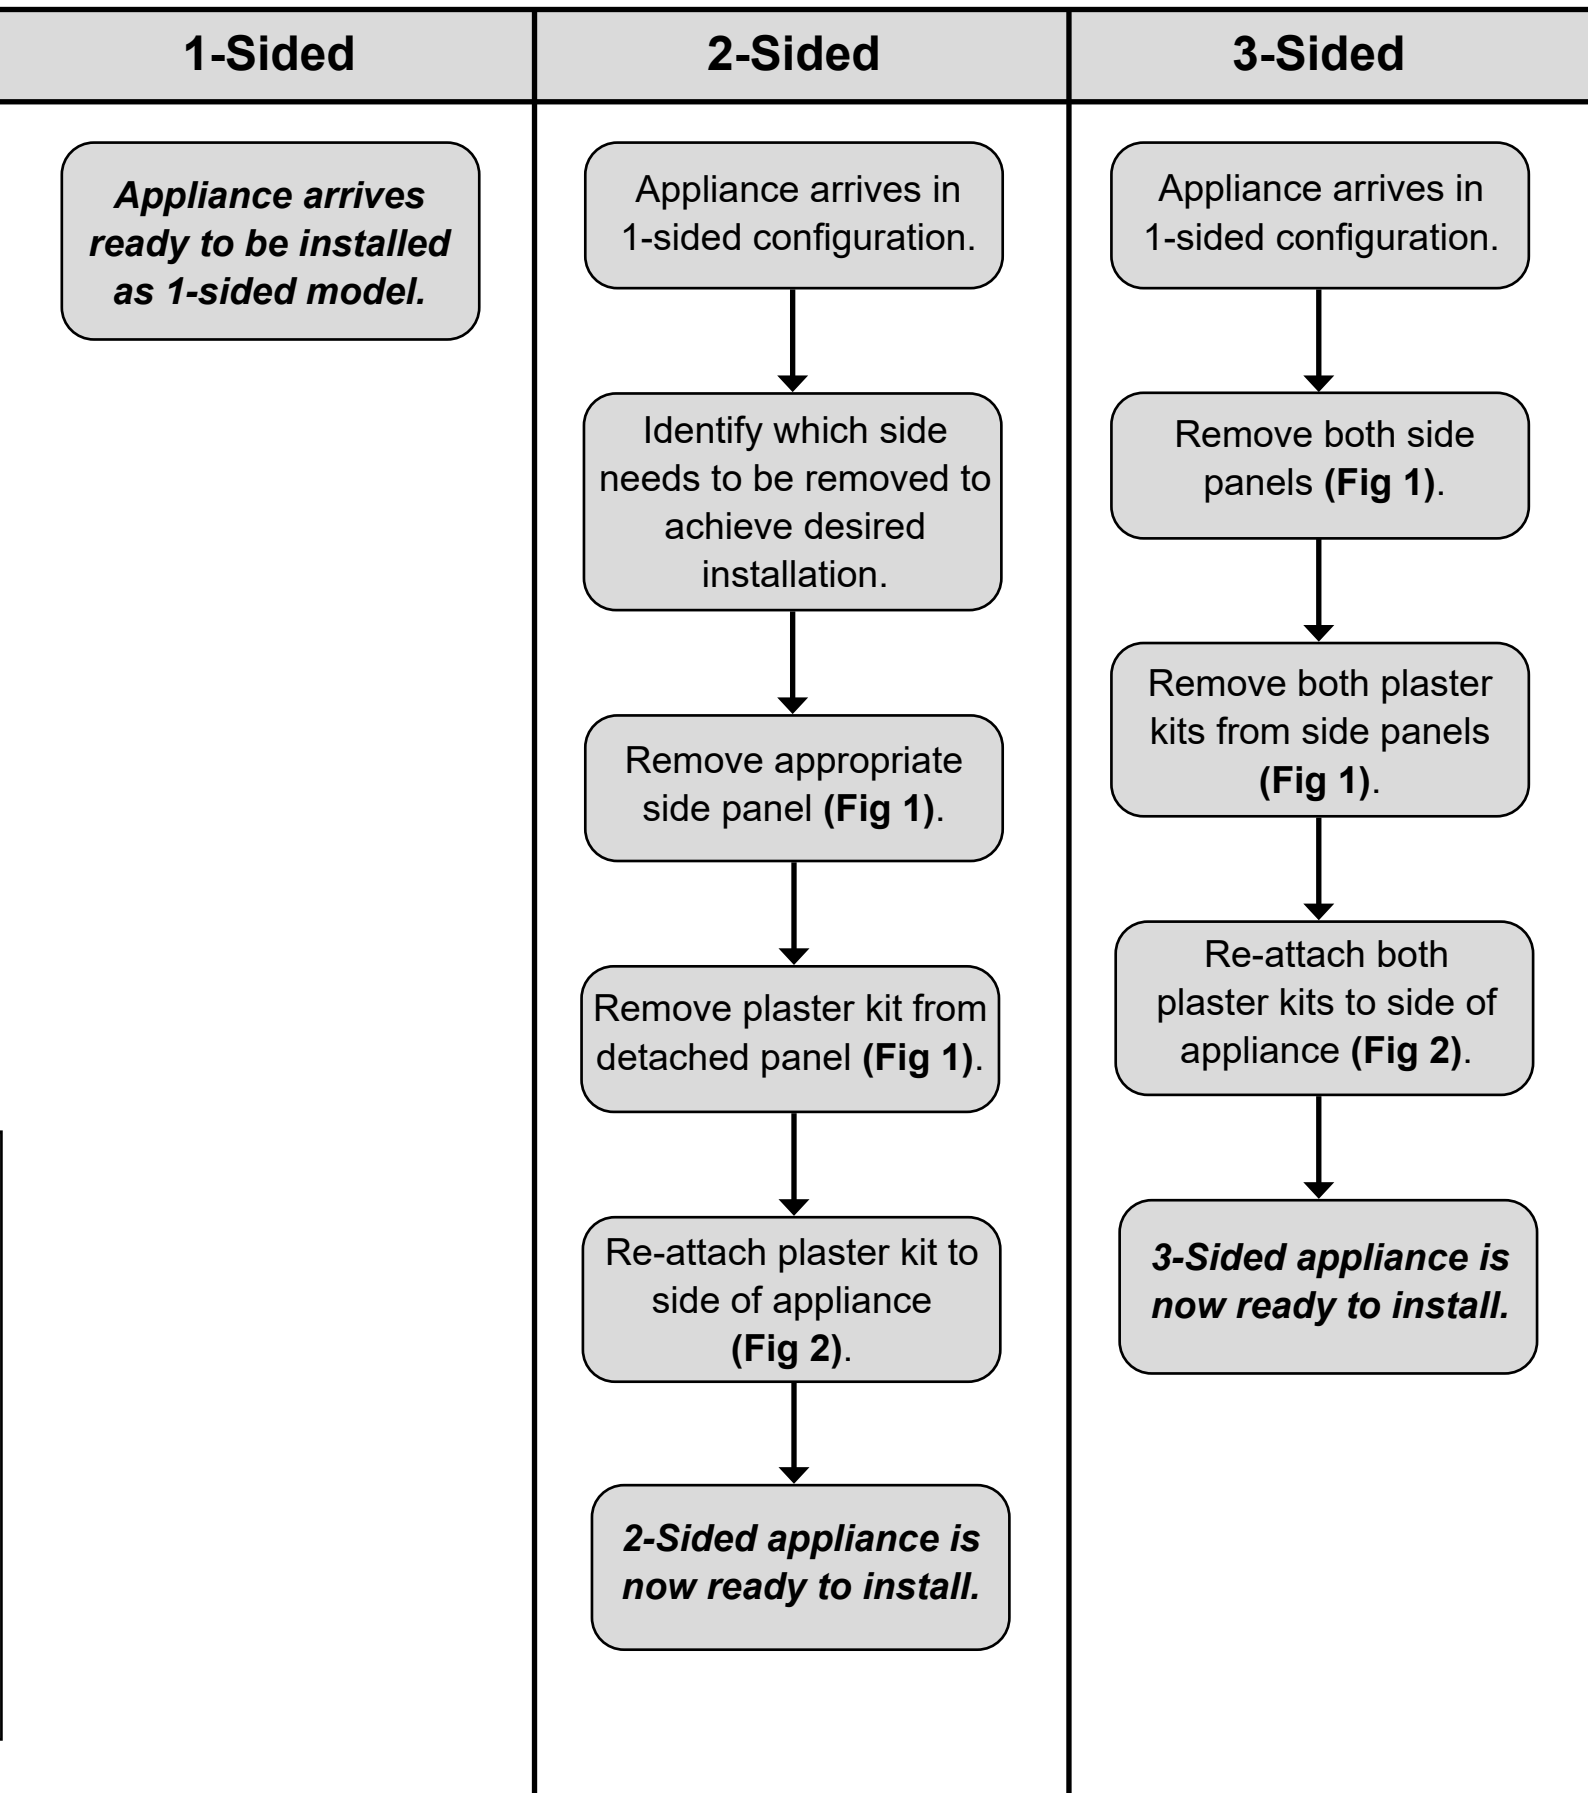 1-Sided
2-Sided
3-Sided
Appliance arrives
ready to be installed
as 1-sided model.
Appliance arrives in
1-sided configuration.
Identify which side
needs to be removed to
achieve desired
installation.
Remove appropriate
side panel (Fig 1).
Remove plaster kit from
detached panel (Fig 1).
Re-attach plaster kit to
side of appliance
(Fig 2).
2-Sided appliance is
now ready to install.
Appliance arrives in
1-sided configuration.
Remove both side
panels (Fig 1).
Remove both plaster
kits from side panels
(Fig 1).
Re-attach both
plaster kits to side of
appliance (Fig 2).
3-Sided appliance is
now ready to install.